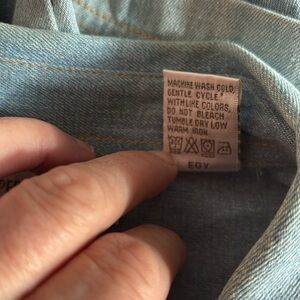 MACHINE WASH COLD,
GENTLE CYCLE
WITH LIKE COLORS,
DO NOT BLEACH
TUMBLE DRY LOW
WARM IRON
EGY